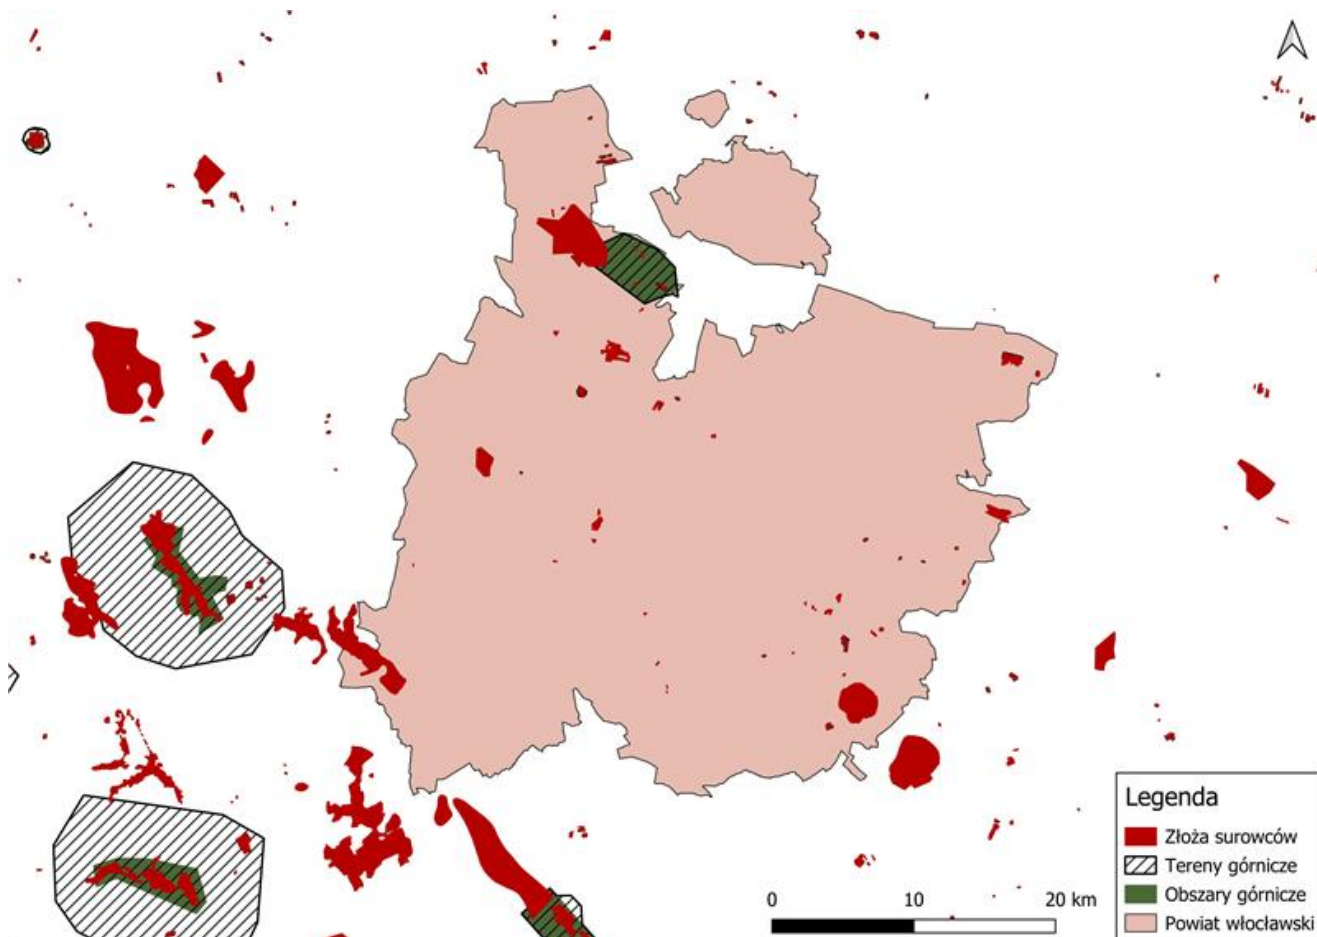 Legenda
Złoża surowców
Tereny górnicze
Obszary górnicze
Powiat włocławski
0 10 20 km